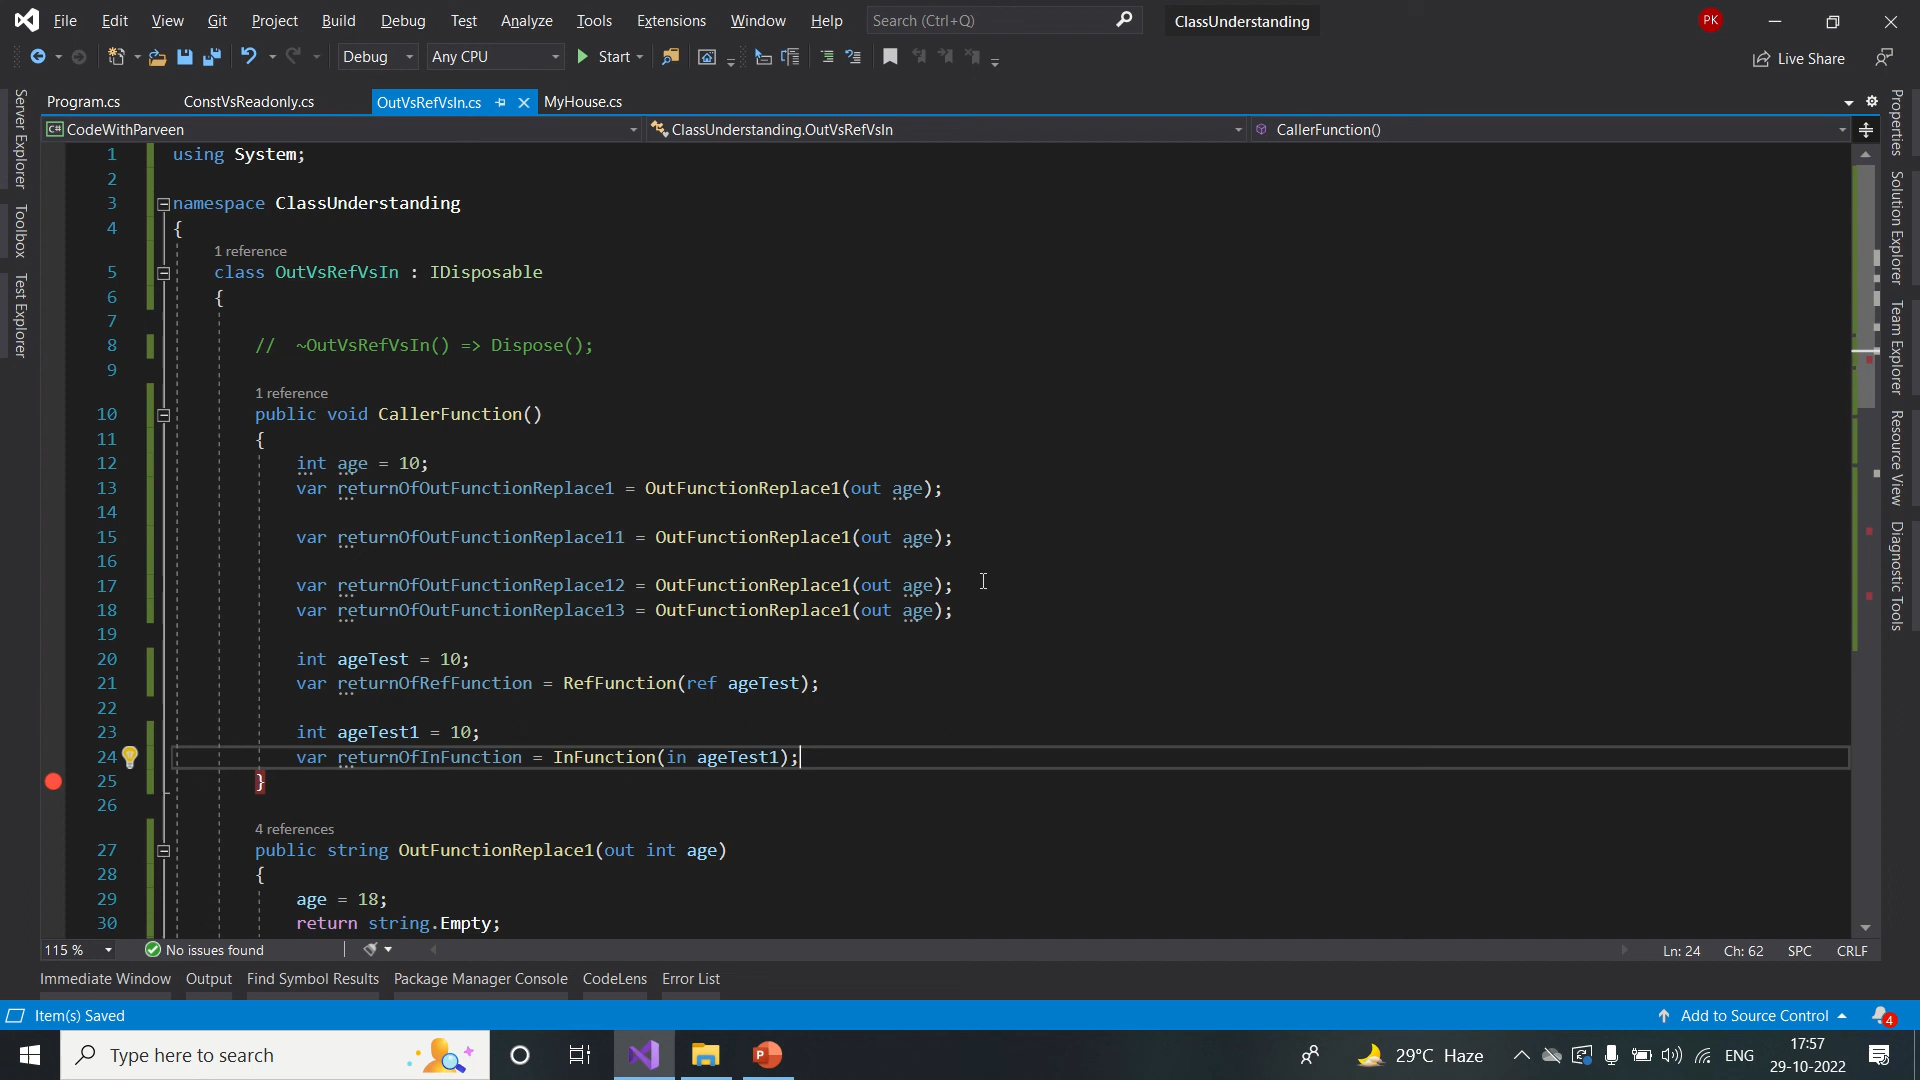 File Edit View Git Project Build Debug Test Analyze Tools Extensions Window Help Search (Ctrl+Q) ClassUnderstanding PK
Debug Any CPU Start Live Share
Program.cs ConstVsReadonly.cs OutVsRefVsIn.cs MyHouse.cs
C# CodeWithParveen ClassUnderstanding.OutVsRefVsIn CallerFunction()
Server Explorer
Toolbox
Test Explorer
1 using System;
2
3 namespace ClassUnderstanding
4 {
1 reference
5 class OutVsRefVsIn : IDisposable
6 {
7
8 // ~OutVsRefVsIn() => Dispose();
9
1 reference
10 public void CallerFunction()
11 {
12 int age = 10;
13 var returnOfOutFunctionReplace1 = OutFunctionReplace1(out age);
14
15 var returnOfOutFunctionReplace11 = OutFunctionReplace1(out age);
16
17 var returnOfOutFunctionReplace12 = OutFunctionReplace1(out age);
18 var returnOfOutFunctionReplace13 = OutFunctionReplace1(out age);
19
20 int ageTest = 10;
21 var returnOfRefFunction = RefFunction(ref ageTest);
22
23 int ageTest1 = 10;
24 var returnOfInFunction = InFunction(in ageTest1);
25 }
26
4 references
27 public string OutFunctionReplace1(out int age)
28 {
29 age = 18;
30 return string.Empty;
Properties
Solution Explorer
Team Explorer
Resource View
Diagnostic Tools
115 % No issues found Ln: 24 Ch: 62 SPC CRLF
Immediate Window Output Find Symbol Results Package Manager Console CodeLens Error List
Item(s) Saved Add to Source Control 4
Type here to search P 29°C Haze ENG 17:57
29-10-2022